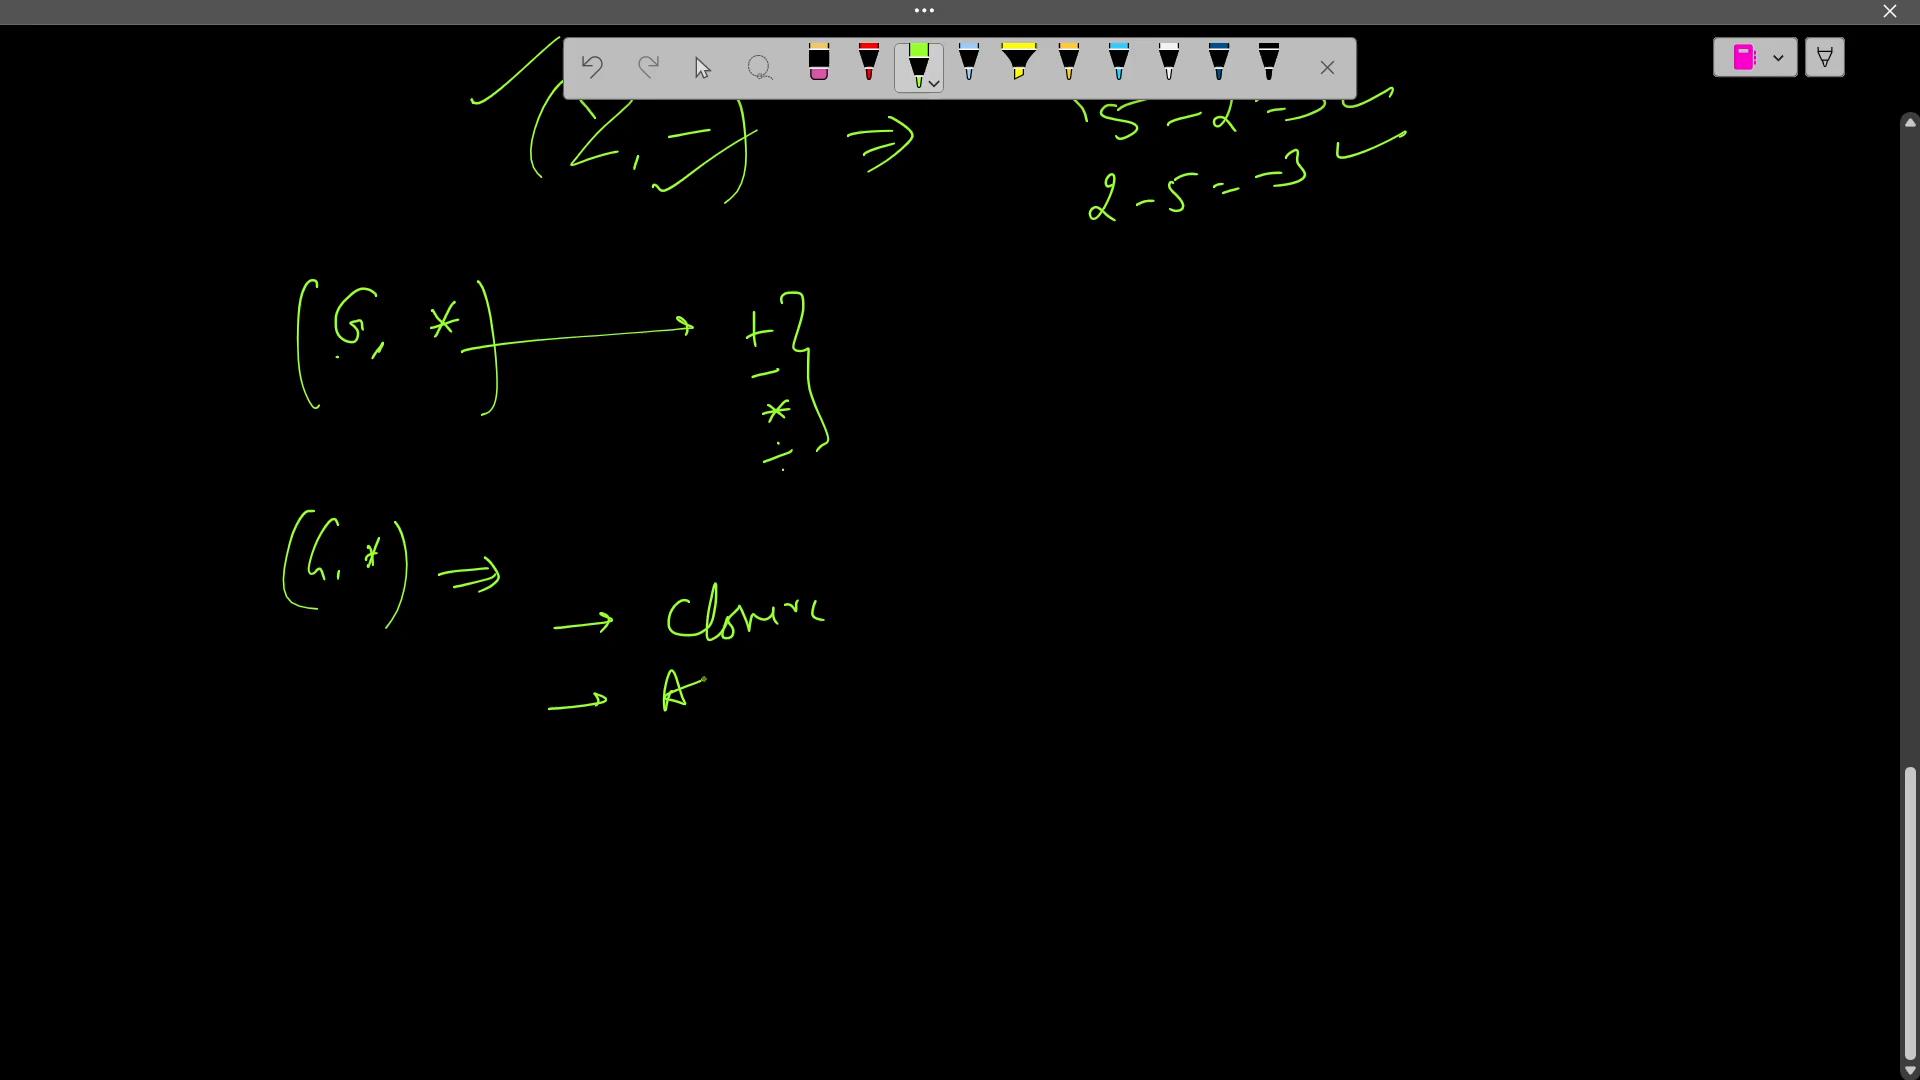 5 - 2 = 3
(Z, -) ⇒
2 - 5 = -3
(G, *) → +
-
*
÷
(G, *) ⇒
→ Closure
→ A